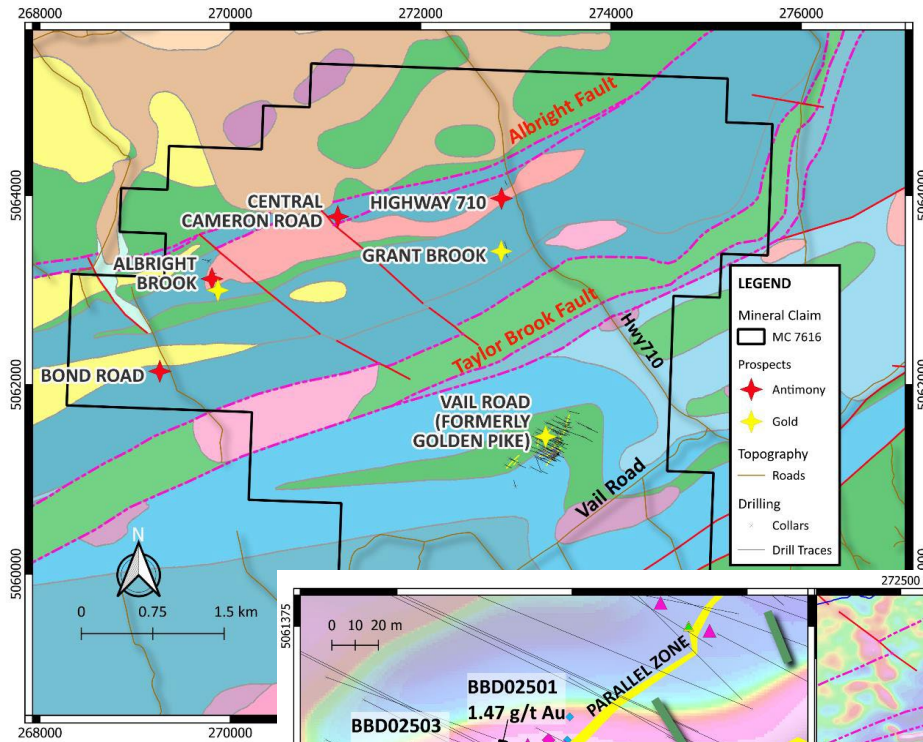 268000
270000
272000
274000
276000
5064000
5062000
5060000
5064000
5062000
Albright Fault
CENTRAL
CAMERON ROAD
HIGHWAY 710
GRANT BROOK
ALBRIGHT
BROOK
BOND ROAD
Taylor Brook Fault
Hwy710
VAIL ROAD
(FORMERLY
GOLDEN PIKE)
Vail Road
LEGEND
Mineral Claim
MC 7616
Prospects
Antimony
Gold
Topography
Roads
Drilling
Collars
Drill Traces
N
0 0.75 1.5 km
268000
270000
272500
5061375
0 10 20 m
PARALLEL ZONE
BBD02501
1.47 g/t Au
BBD02503